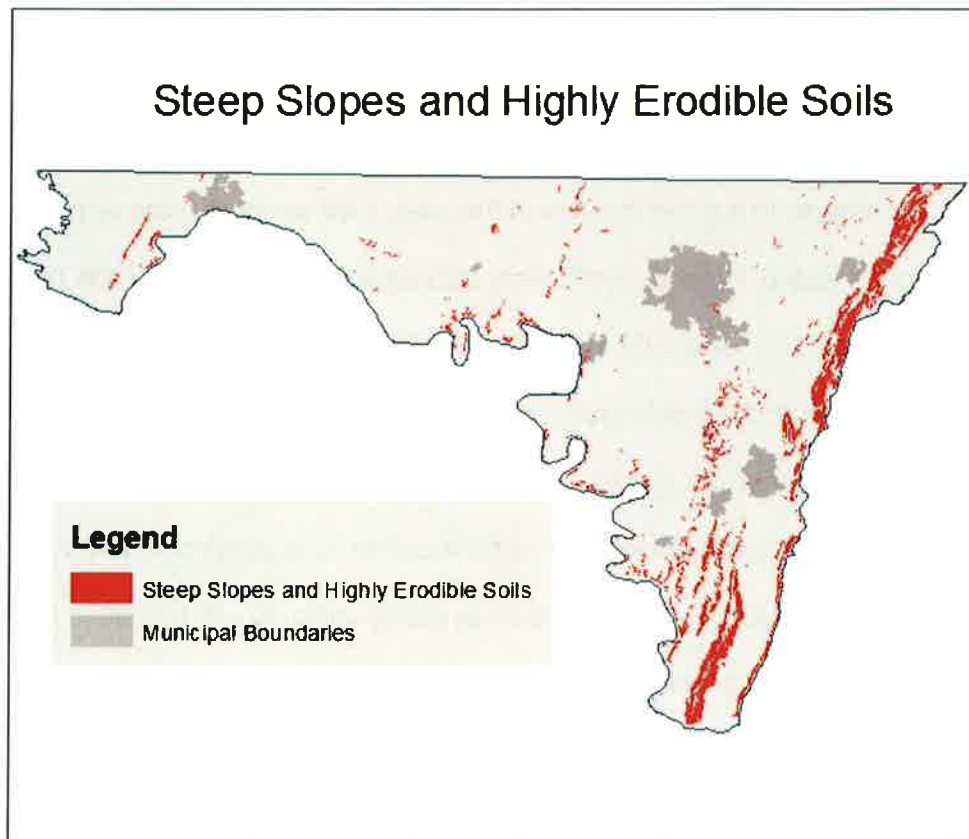 Steep Slopes and Highly Erodible Soils
Legend
Steep Slopes and Highly Erodible Soils
Municipal Boundaries